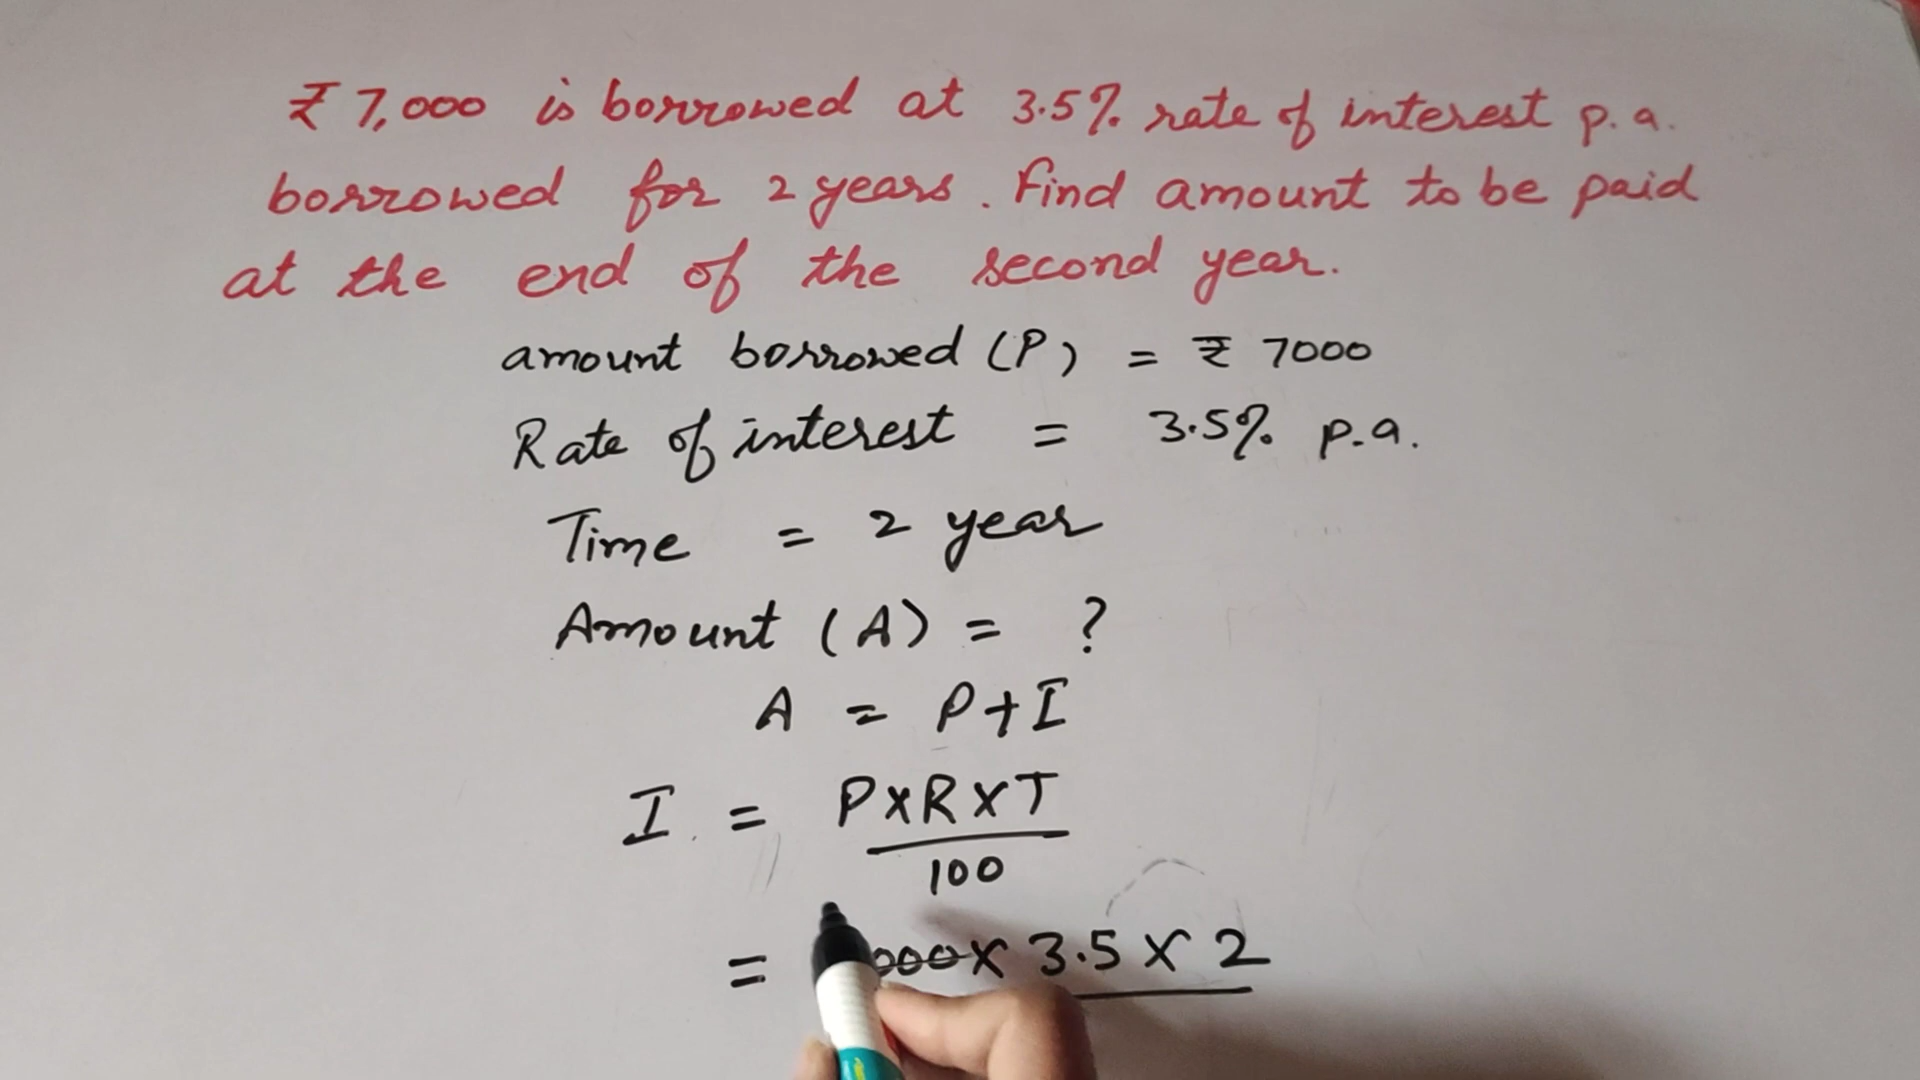 ₹ 7,000 is borrowed at 3.5% rate of interest p.a.
borrowed for 2 years. Find amount to be paid
at the end of the second year.
amount borrowed (P) = ₹ 7000
Rate of interest = 3.5% p.a.
Time = 2 year
Amount (A) = ?
A = P+I
I = P×R×T
100
= 000× 3.5 × 2